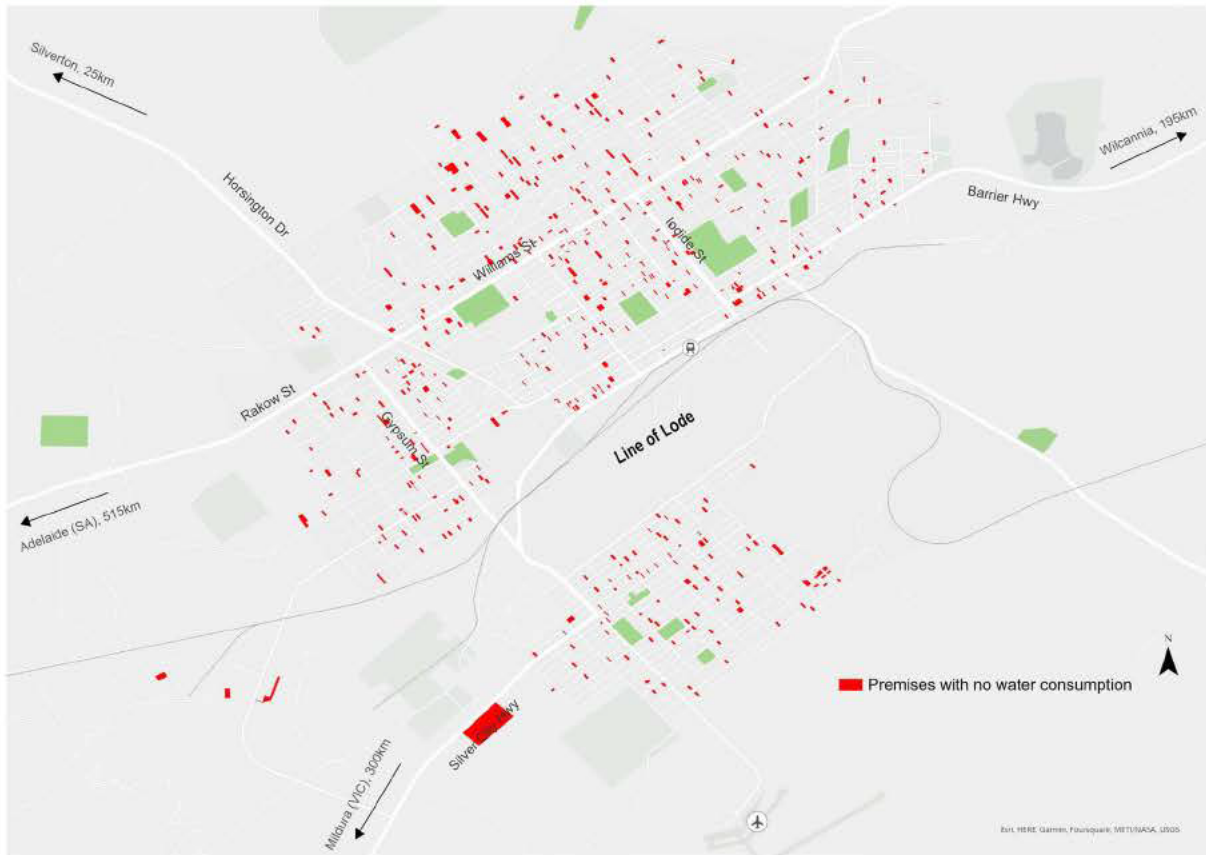 Silverton, 25km
Wilcannia, 195km
Horsington Dr
Barrier Hwy
Iodide St
Williams St
Rakow St
Gypsum St
Line of Lode
Adelaide (SA), 515km
N
Premises with no water consumption
Silver City Hwy
Mildura (VIC), 300km
Esri, HERE, Garmin, Foursquare, METI/NASA, USGS